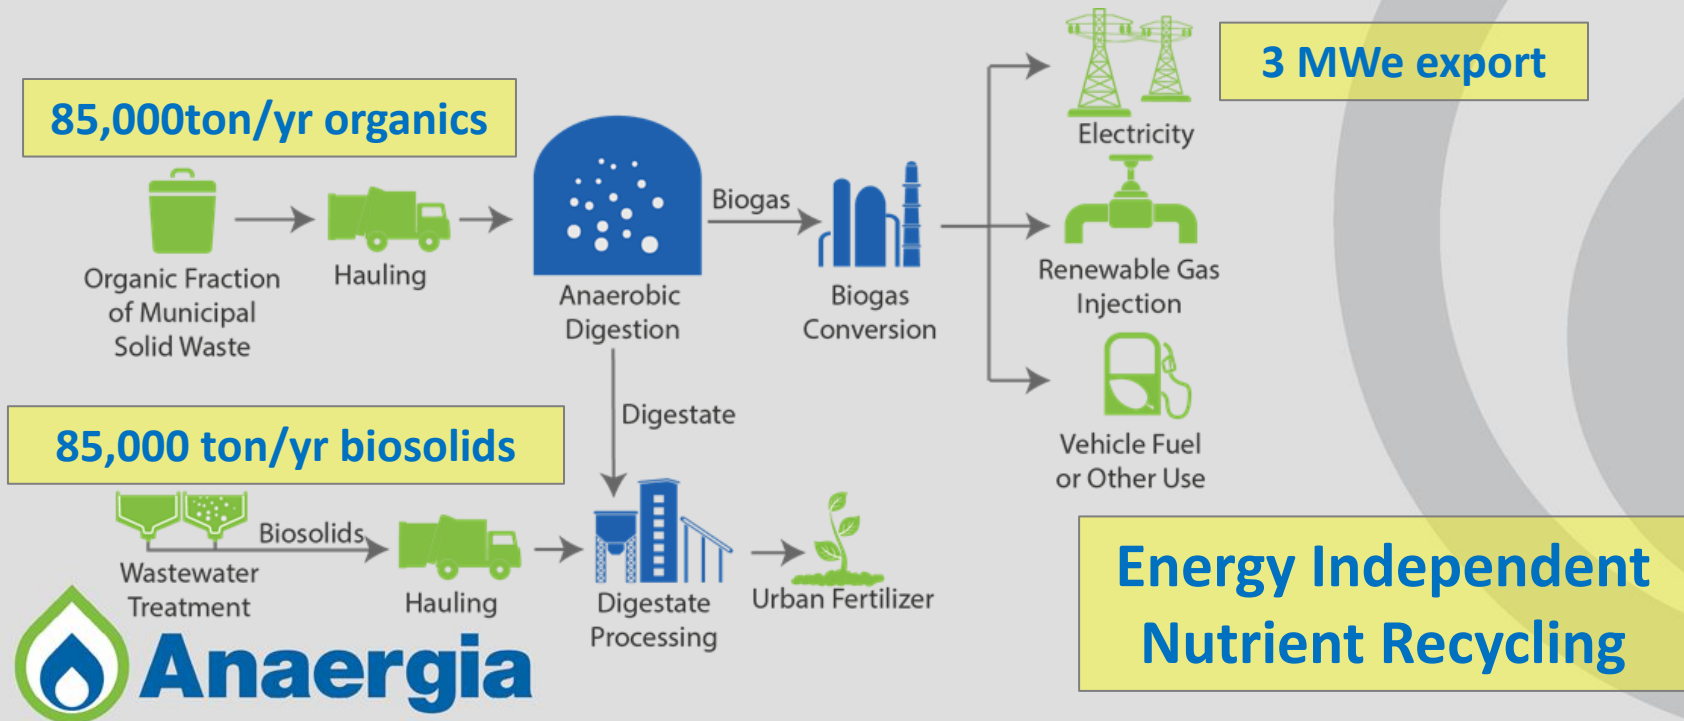 3 MWe export
85,000ton/yr organics
Electricity
Biogas
Organic Fraction
of Municipal
Solid Waste
Hauling
Anaerobic
Digestion
Biogas
Conversion
Renewable Gas
Injection
Digestate
Vehicle Fuel
or Other Use
85,000 ton/yr biosolids
Biosolids
Wastewater
Treatment
Hauling
Digestate
Processing
Urban Fertilizer
Energy Independent
Nutrient Recycling
Anaergia